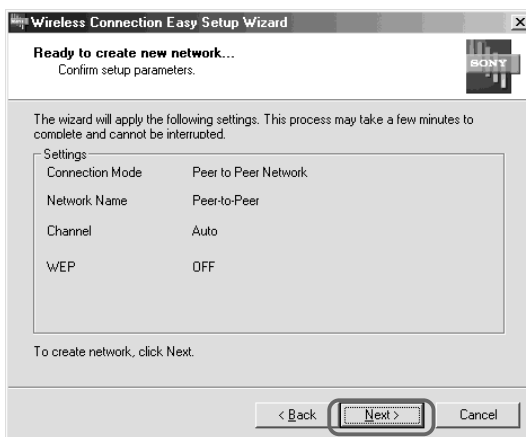 Wireless Connection Easy Setup Wizard
Ready to create new network...
Confirm setup parameters.
SONY
The wizard will apply the following settings. This process may take a few minutes to
complete and cannot be interrupted.
Settings
Connection Mode Peer to Peer Network
Network Name Peer-to-Peer
Channel Auto
WEP OFF
To create network, click Next.
< Back Next > Cancel